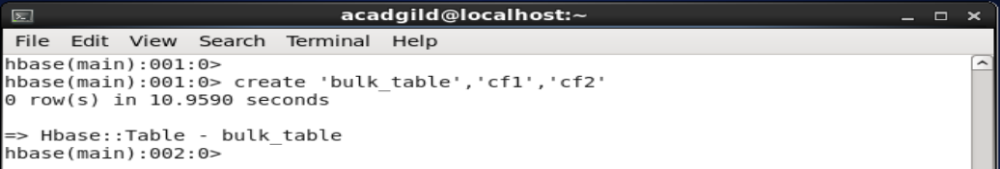 acadgild@localhost:~
File Edit View Search Terminal Help
hbase(main):001:0>
hbase(main):001:0> create 'bulk_table','cf1','cf2'
0 row(s) in 10.9590 seconds

=> Hbase::Table - bulk_table
hbase(main):002:0>